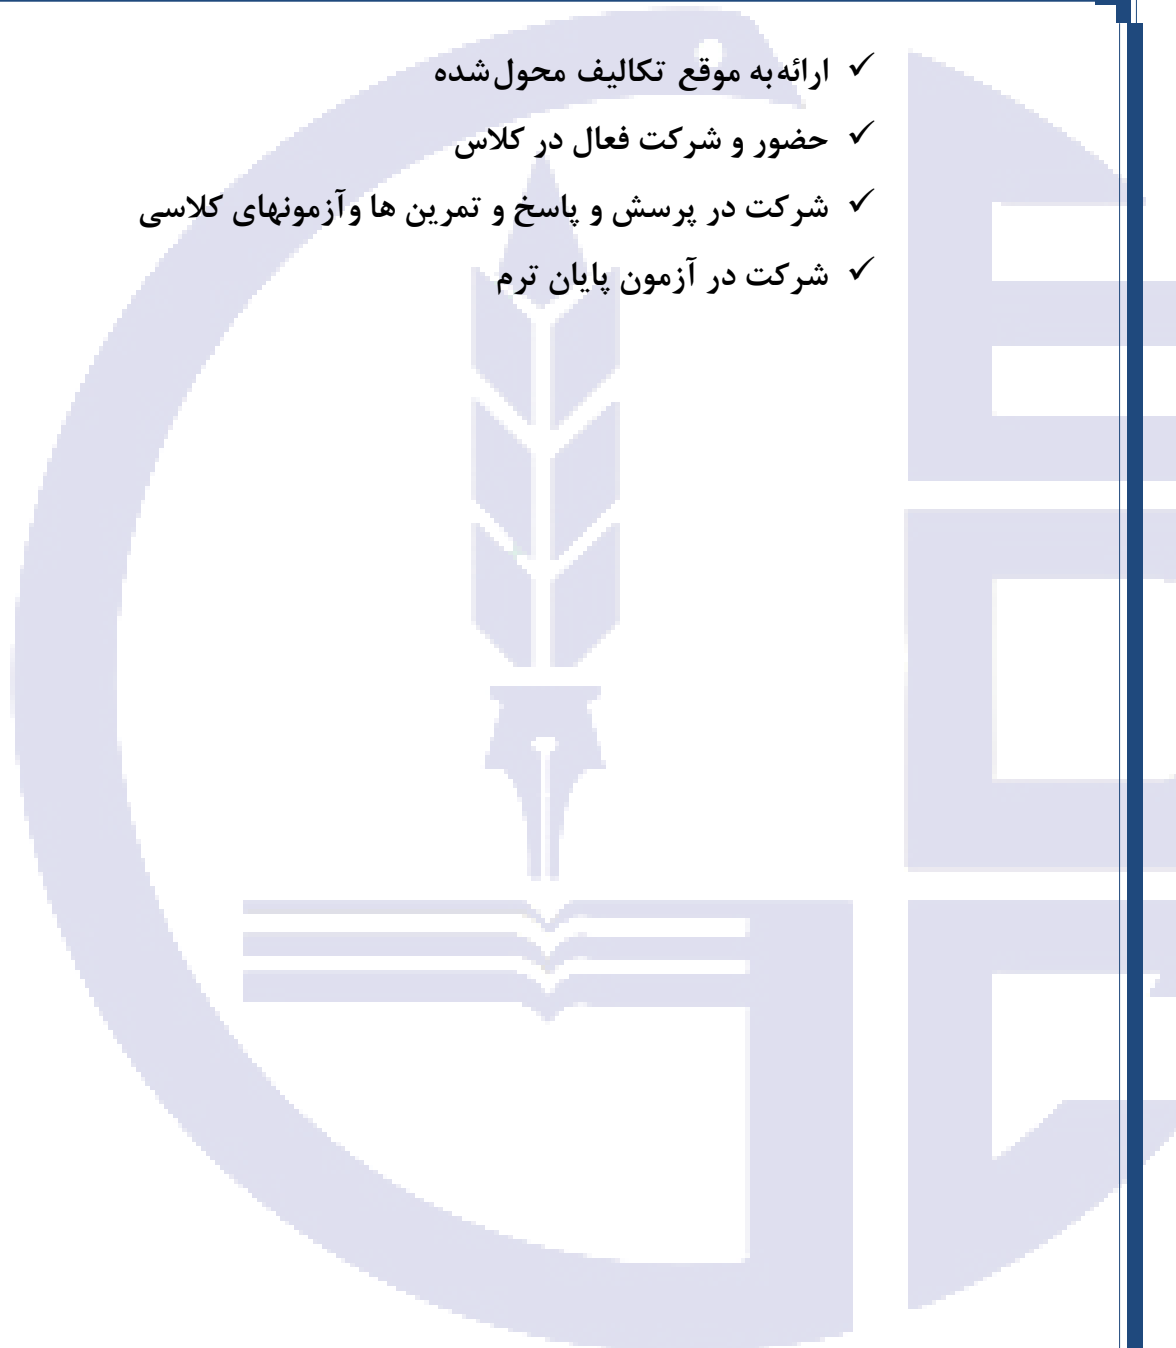 ✓ ارائه‌به موقع تکالیف محول‌شده
✓ حضور و شرکت فعال در کلاس
✓ شرکت در پرسش و پاسخ و تمرین ها وآزمونهای کلاسی
✓ شرکت در آزمون پایان ترم